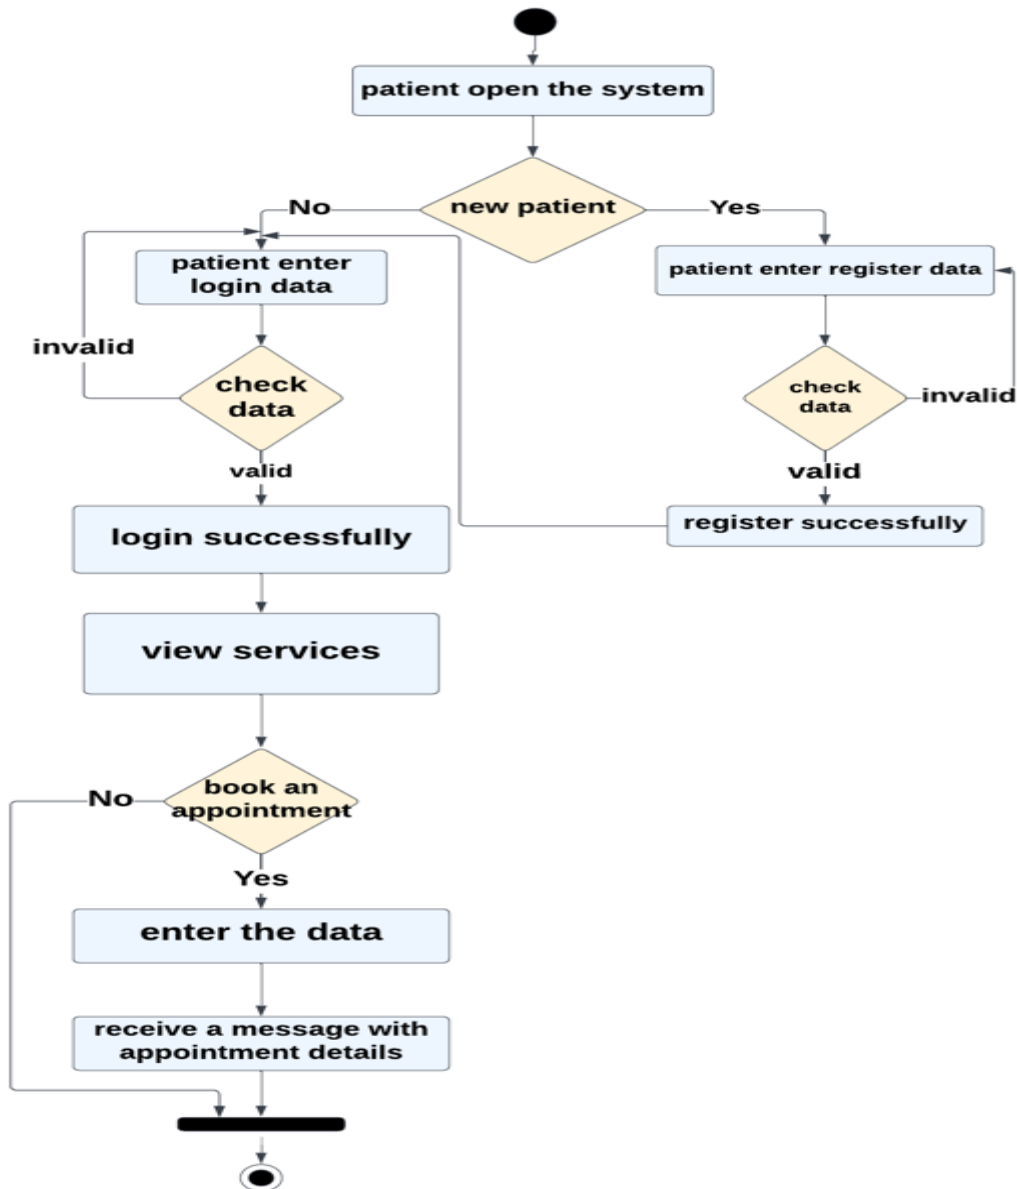 patient open the system
new patient
No
Yes
patient enter
login data
patient enter register data
invalid
check
data
check
data
invalid
valid
valid
login successfully
register successfully
view services
book an
appointment
No
Yes
enter the data
receive a message with
appointment details